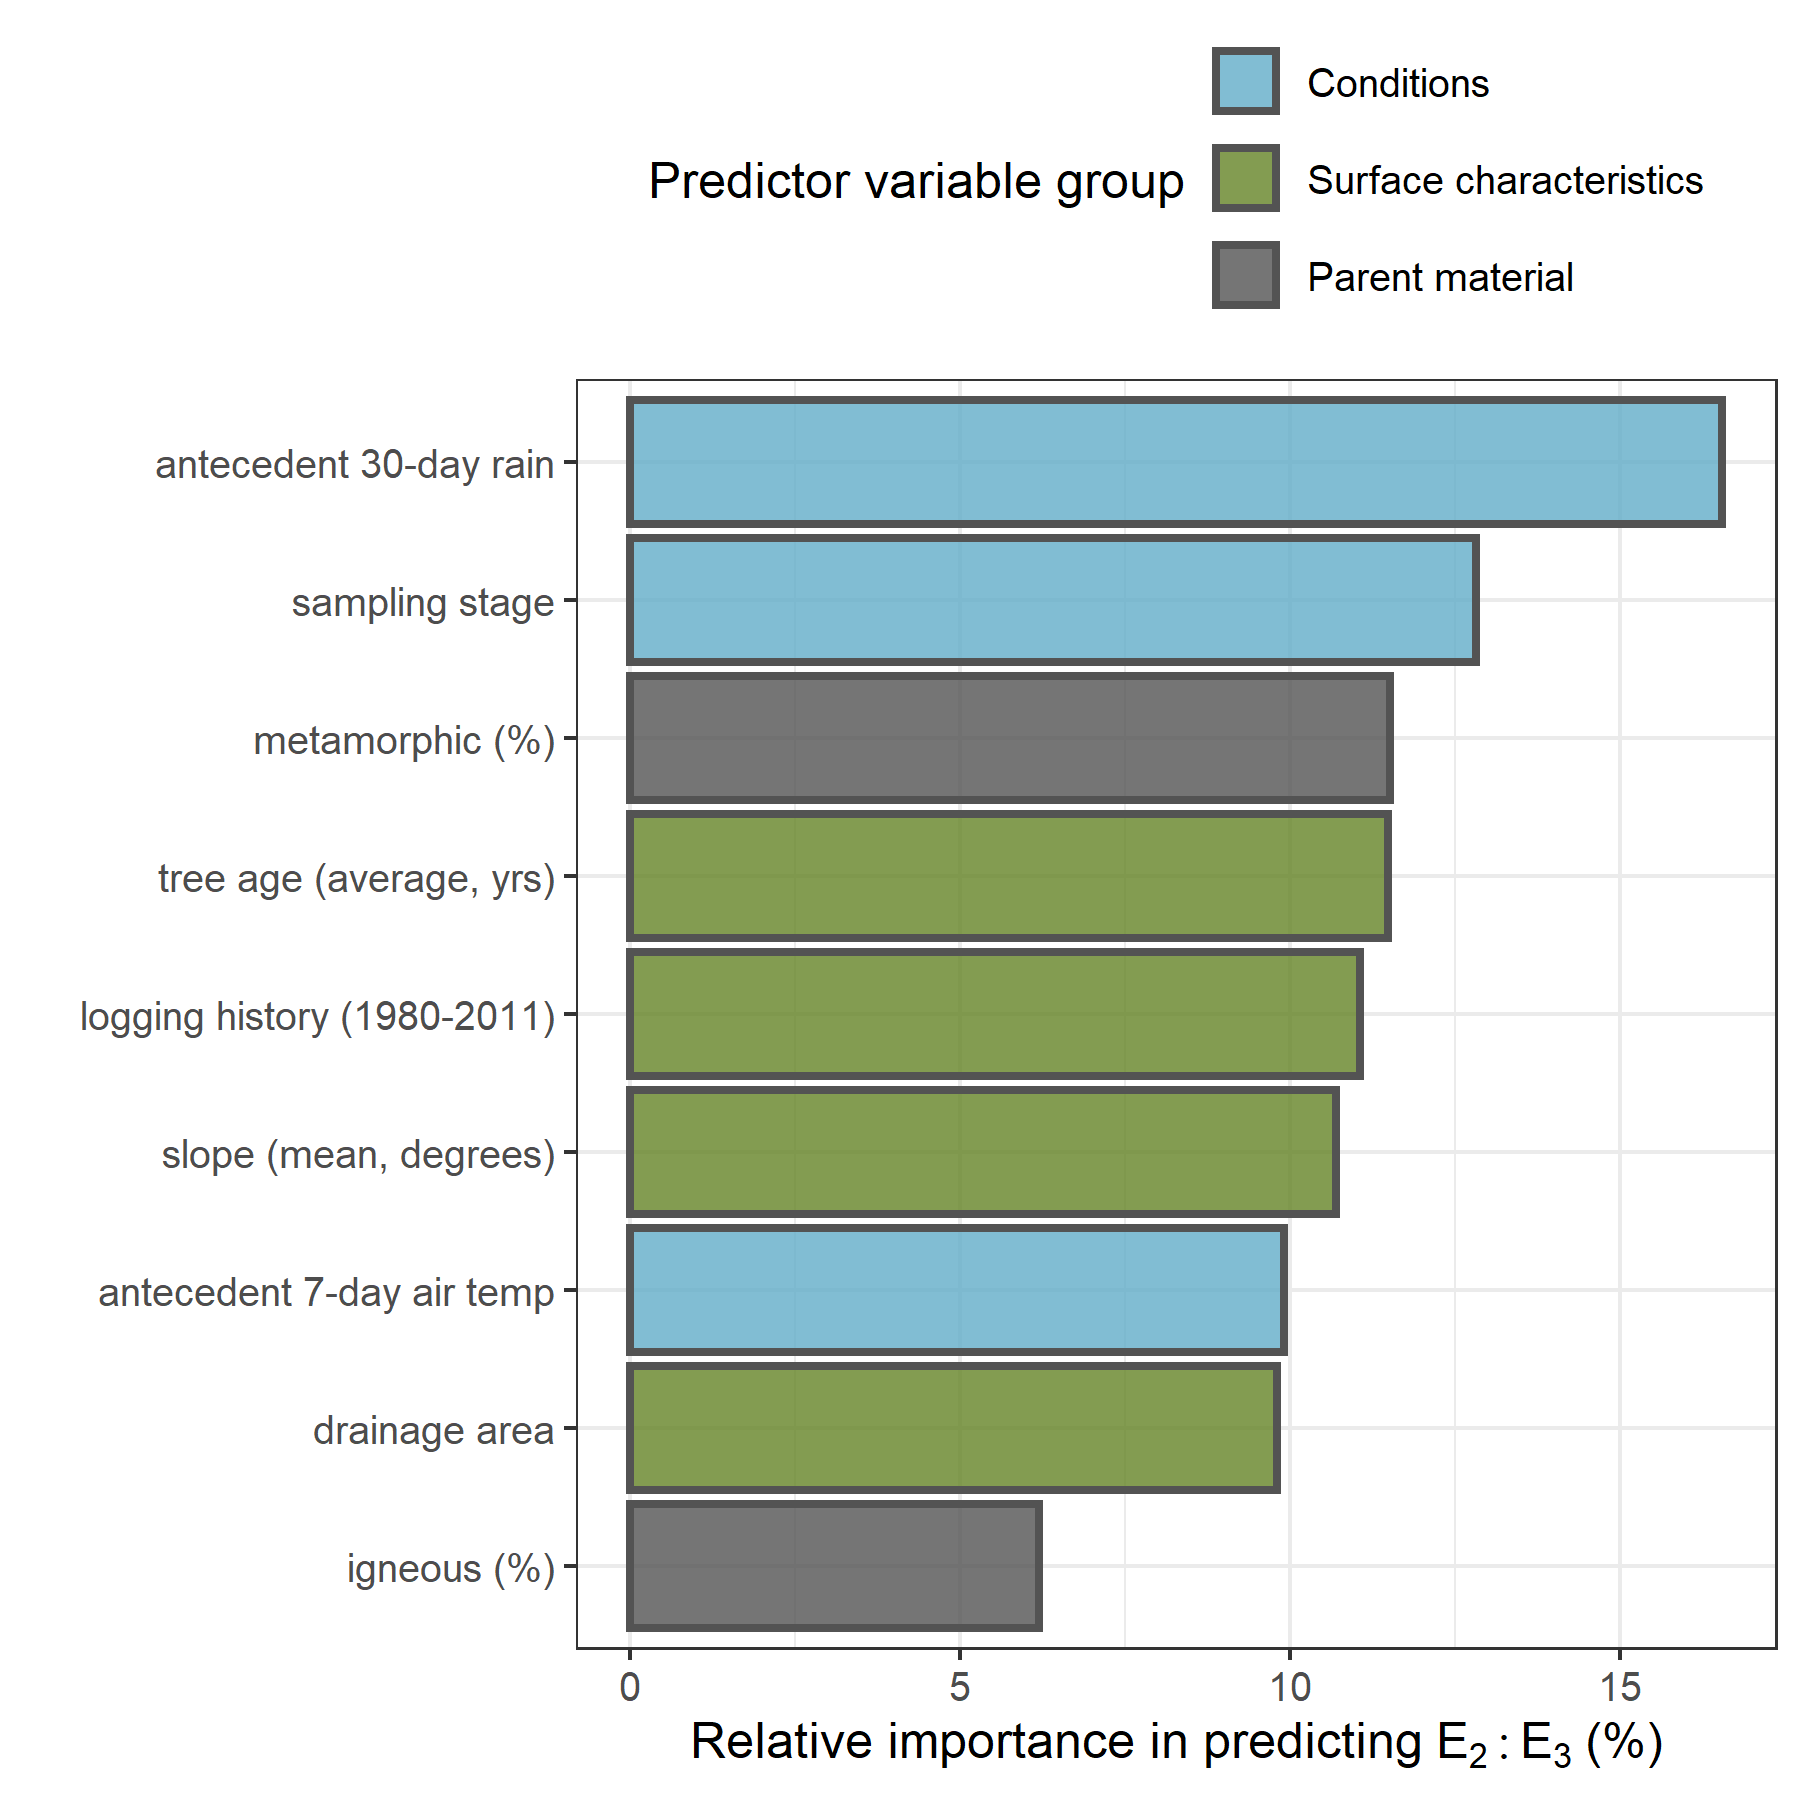 Predictor variable group
Conditions
Surface characteristics
Parent material
antecedent 30-day rain
sampling stage
metamorphic (%)
tree age (average, yrs)
logging history (1980-2011)
slope (mean, degrees)
antecedent 7-day air temp
drainage area
igneous (%)
0 5 10 15
Relative importance in predicting E₂ : E₃ (%)